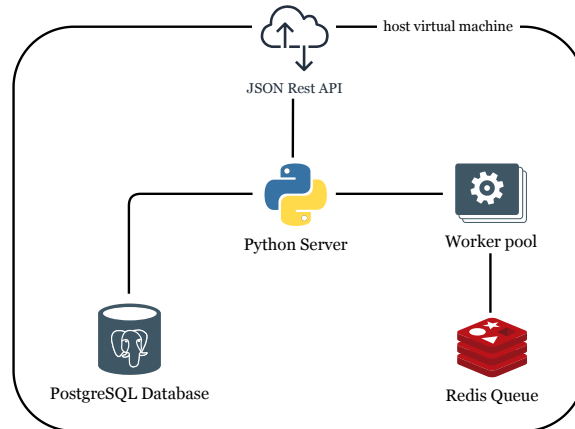 host virtual machine
JSON Rest API
Python Server
Worker pool
PostgreSQL Database
Redis Queue